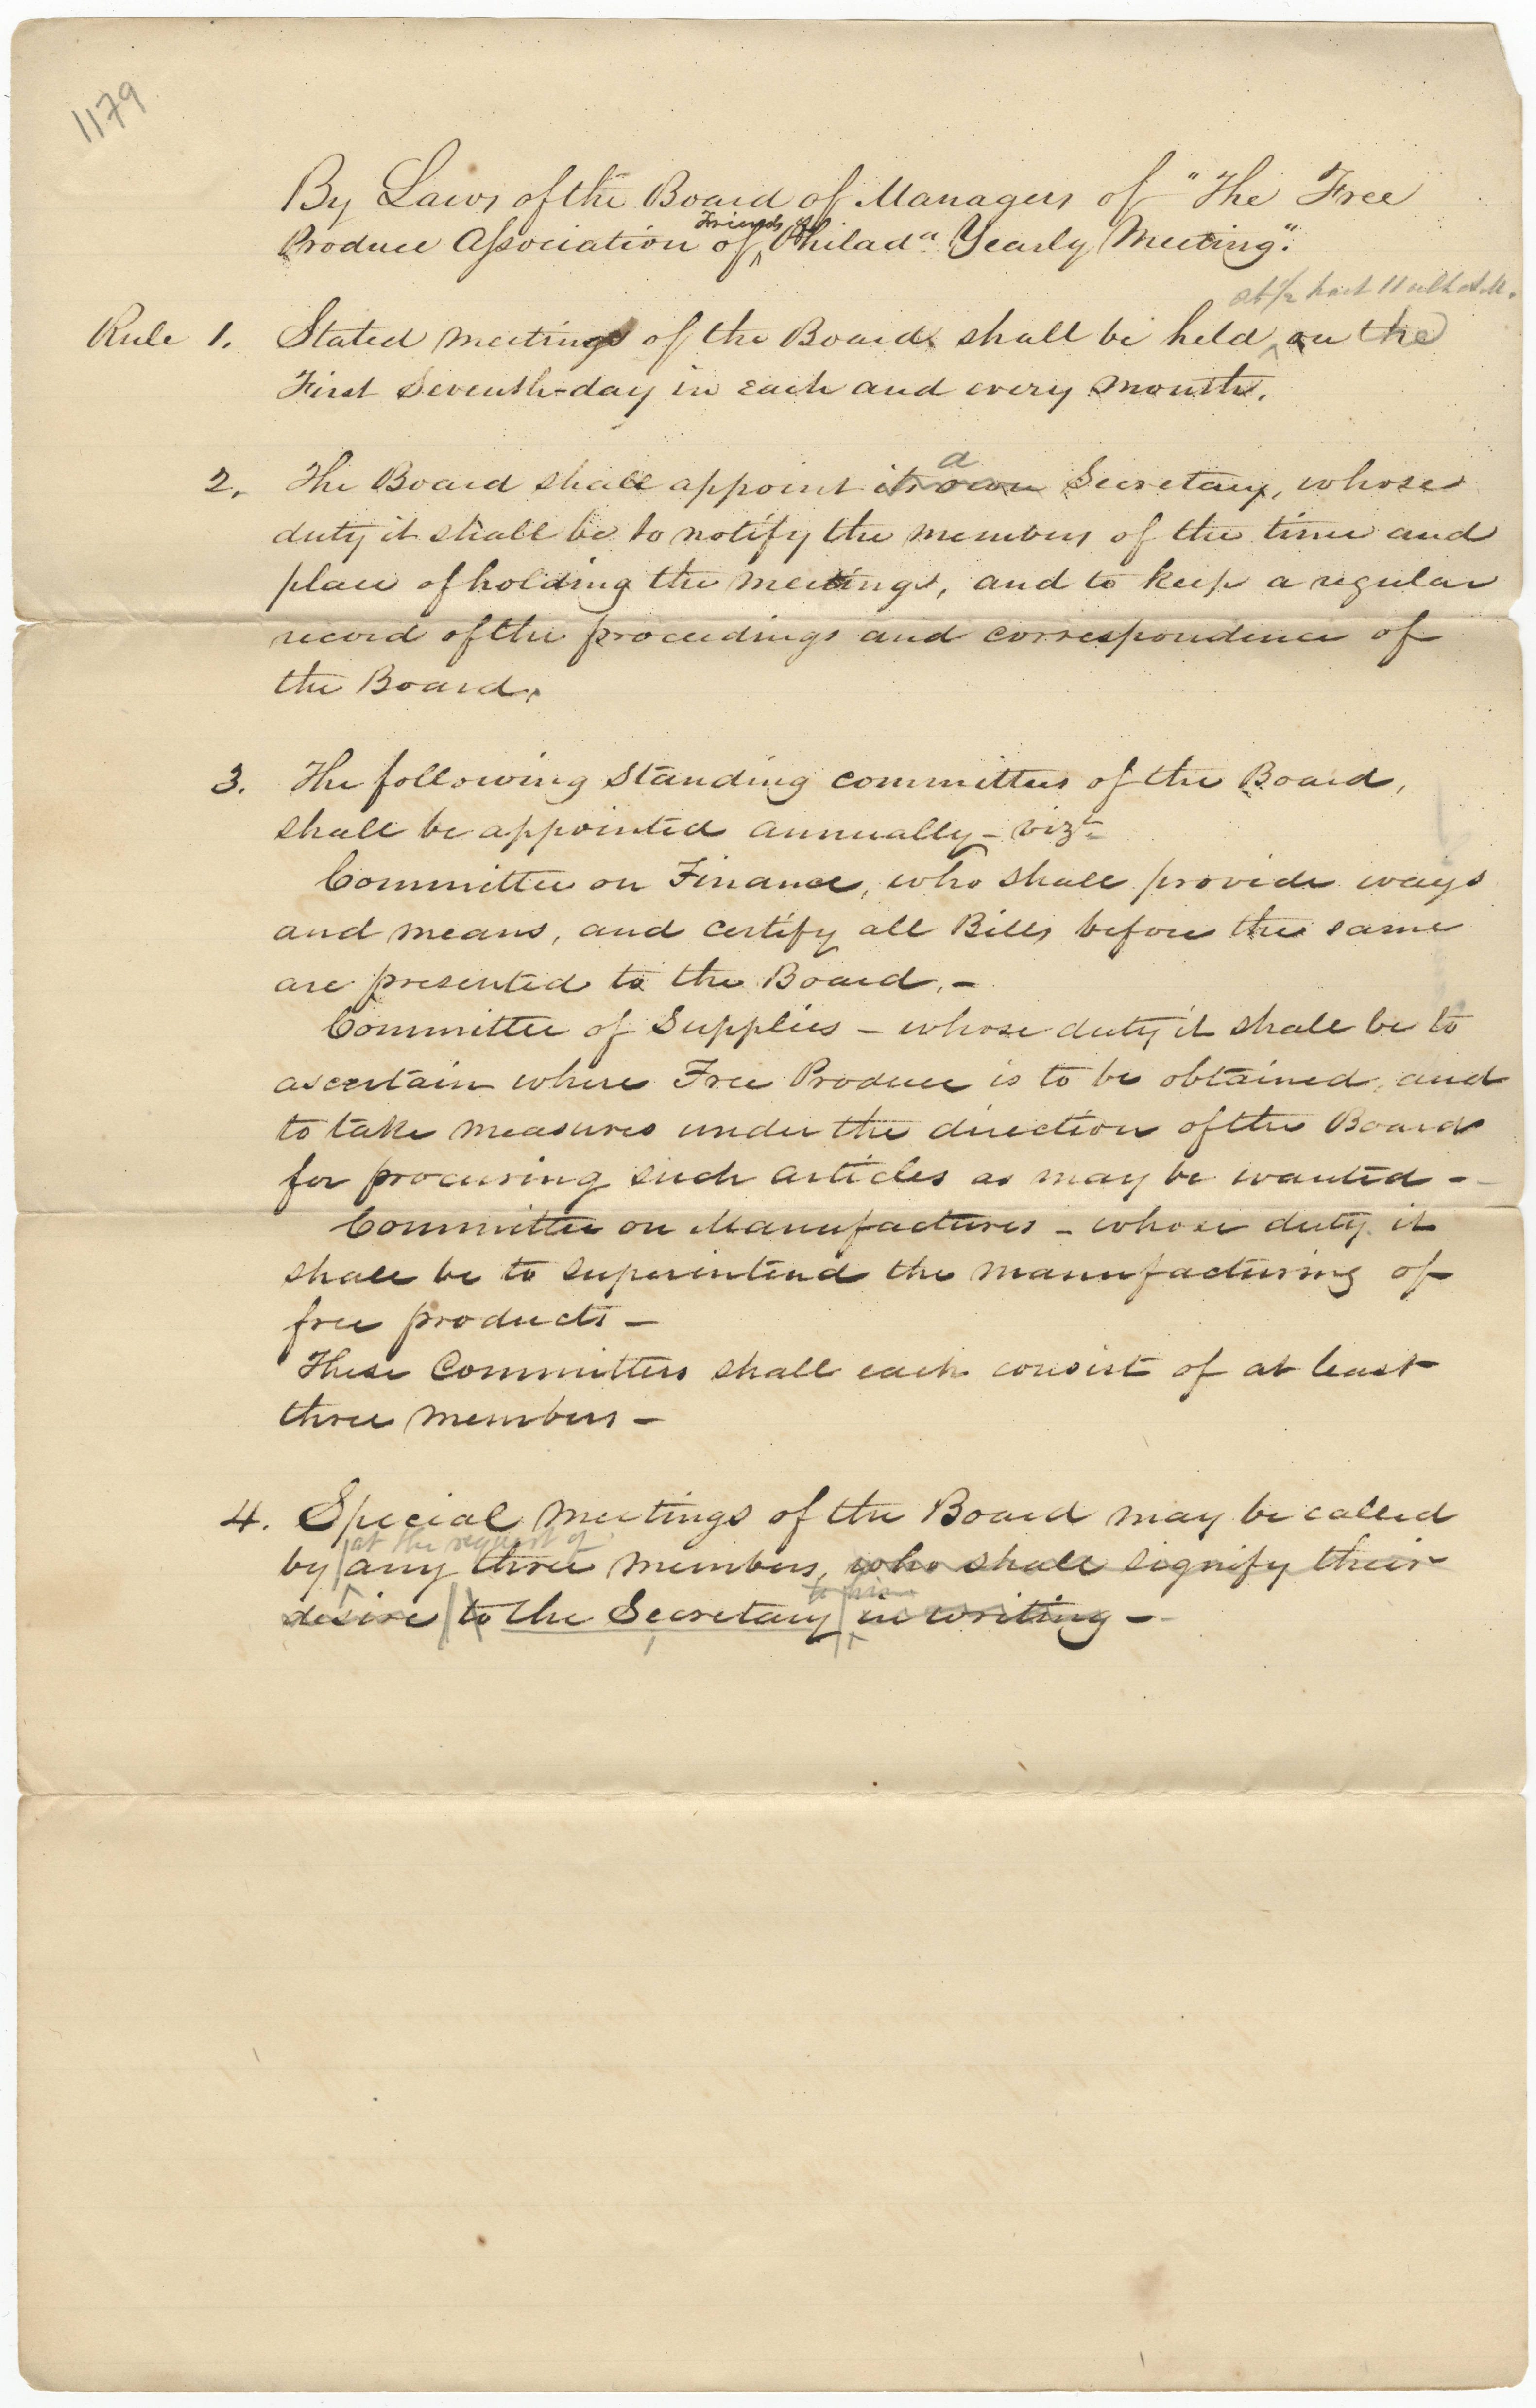 1179
By Laws of the Board of Managers of "The Free
Friends of
Produce Association of Philada. Yearly Meeting".
at 1/2 past 11 o'clk A.M.
Rule 1. Stated meetings of the Board shall be held on the
First Seventh-day in each and every month.
a
2. The Board shall appoint its own Secretary, whose
duty it shall be to notify the members of the time and
place of holding the meetings, and to keep a regular
record of the proceedings and correspondence of
the Board.
3. The following Standing committees of the Board,
shall be appointed annually - vizt-
Committee on Finance, who shall provide ways
and means, and certify all Bills before the same
are presented to the Board. -
Committee of Supplies - whose duty it shall be to
ascertain where Free Produce is to be obtained, and
to take measures under the direction of the Board
for procuring such articles as may be wanted -
Committee on Manufactures - whose duty it
shall be to superintend the manufacturing of
free products -
These Committees shall each consist of at least
three members -
4. Special meetings of the Board may be called
at the request of
by any three members, who shall signify their
to him
desire to the Secretary in writing -